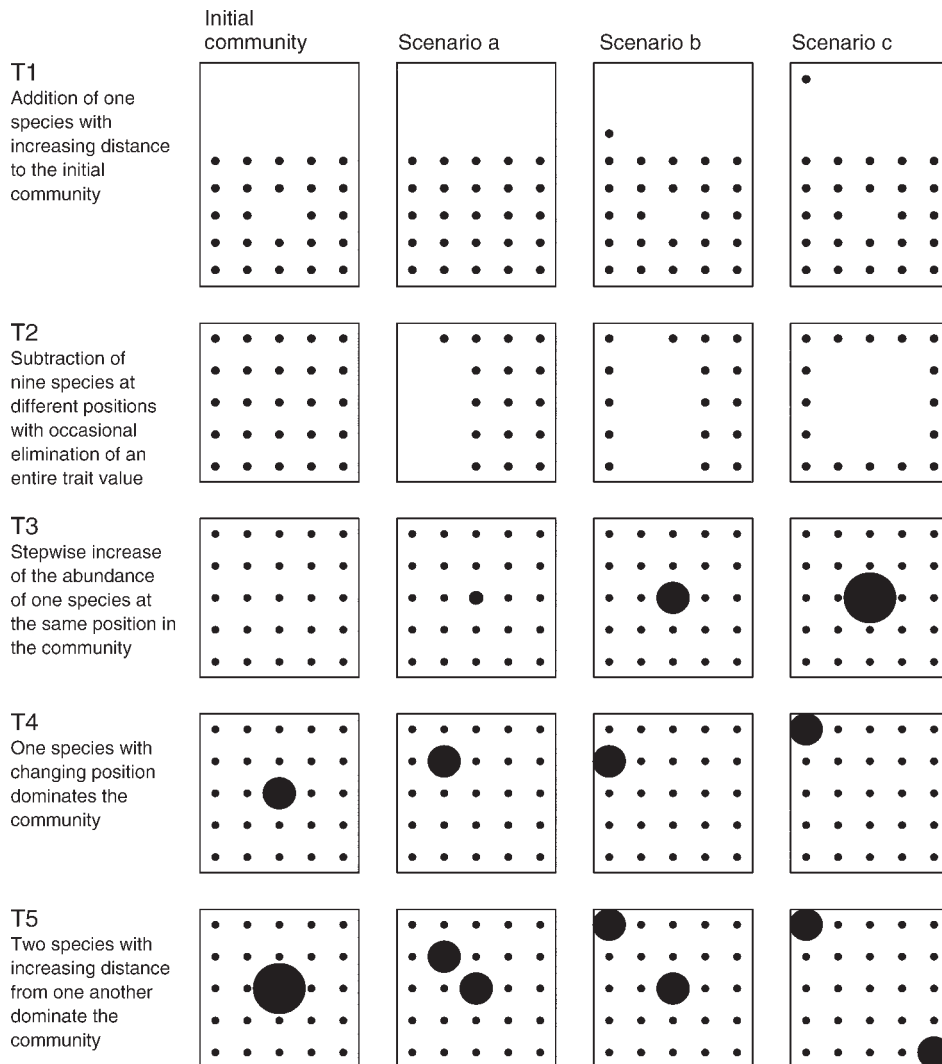 Initial
community
Scenario a
Scenario b
Scenario c
T1
Addition of one
species with
increasing distance
to the initial
community
T2
Subtraction of
nine species at
different positions
with occasional
elimination of an
entire trait value
T3
Stepwise increase
of the abundance
of one species at
the same position in
the community
T4
One species with
changing position
dominates the
community
T5
Two species with
increasing distance
from one another
dominate the
community